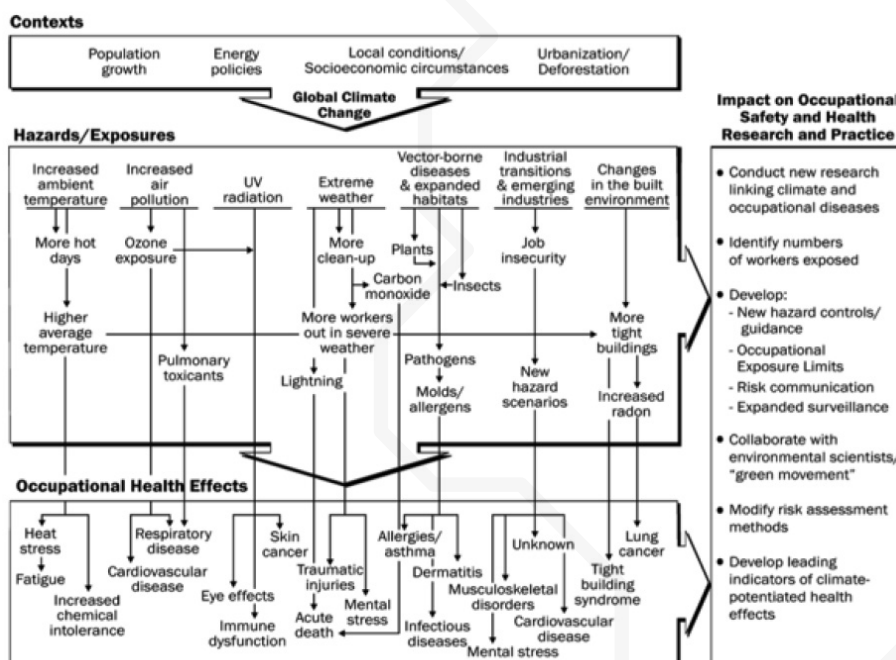 Contexts
Population
growth
Energy
policies
Local conditions/
Socioeconomic circumstances
Urbanization/
Deforestation
Global Climate
Change
Hazards/Exposures
Increased
ambient
temperature
Increased
air
pollution
UV
radiation
Extreme
weather
Vector-borne
diseases
& expanded
habitats
Industrial
transitions
& emerging
industries
Changes
in the built
environment
More hot
days
Ozone
exposure
More
clean-up
Plants
Job
insecurity
Carbon
monoxide
Insects
Higher
average
temperature
More workers
out in severe
weather
More
tight
buildings
Pulmonary
toxicants
Pathogens
Lightning
Molds/
allergens
New
hazard
scenarios
Increased
radon
Occupational Health Effects
Heat
stress
Fatigue
Increased
chemical
intolerance
Respiratory
disease
Cardiovascular
disease
Skin
cancer
Eye effects
Immune
dysfunction
Traumatic
injuries
Acute
death
Mental
stress
Allergies/
asthma
Dermatitis
Infectious
diseases
Musculoskeletal
disorders
Mental stress
Unknown
Cardiovascular
disease
Tight
building
syndrome
Lung
cancer
Impact on Occupational
Safety and Health
Research and Practice
• Conduct new research
linking climate and
occupational diseases
• Identify numbers
of workers exposed
• Develop:
- New hazard controls/
guidance
- Occupational
Exposure Limits
- Risk communication
- Expanded surveillance
• Collaborate with
environmental scientists/
“green movement”
• Modify risk assessment
methods
• Develop leading
indicators of climate-
potentiated health
effects